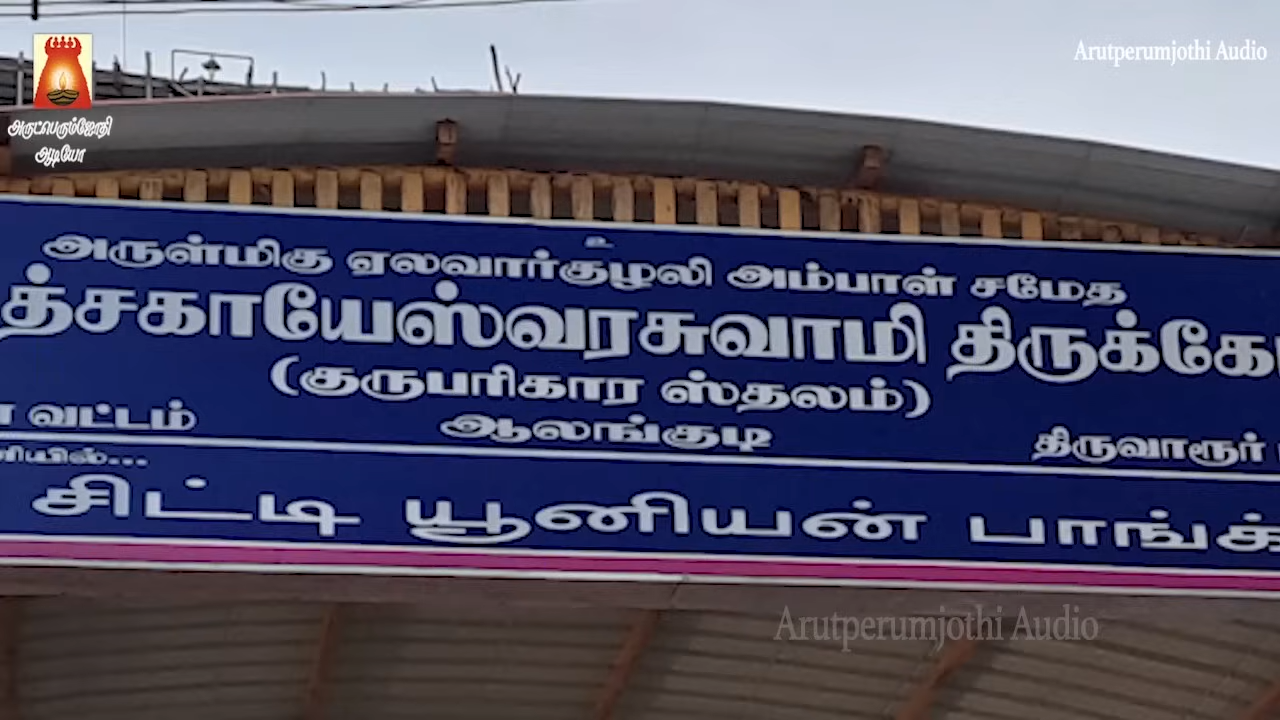 Arutperumjothi Audio
அருட்பெரும்ஜோதி
ஆடியோ
உ
அருள்மிகு ஏலவார்குழலி அம்பாள் சமேத
த்சகாயேஸ்வரசுவாமி திருக்கோ
(குருபரிகார ஸ்தலம்)
வட்டம் ஆலங்குடி திருவாரூர்
சிட்டி யூனியன் பாங்க்
Arutperumjothi Audio